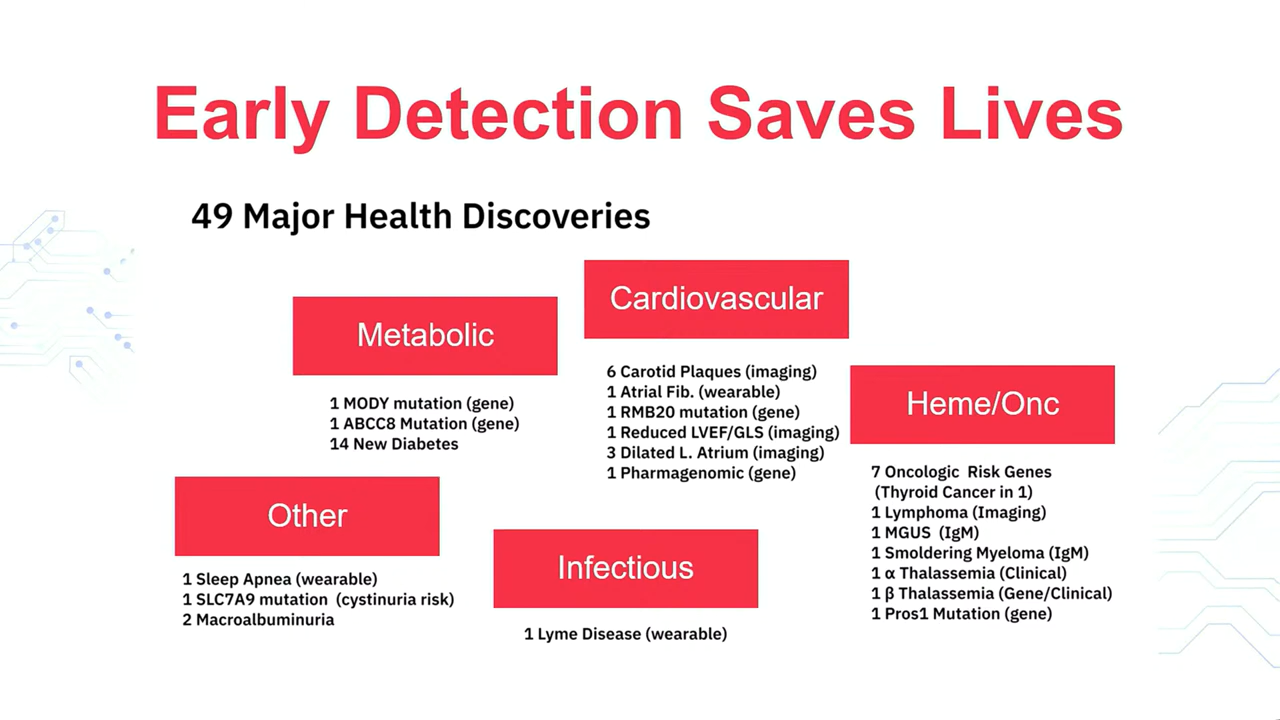 Early Detection Saves Lives
49 Major Health Discoveries
Metabolic
1 MODY mutation (gene)
1 ABCC8 Mutation (gene)
14 New Diabetes
Cardiovascular
6 Carotid Plaques (imaging)
1 Atrial Fib. (wearable)
1 RMB20 mutation (gene)
1 Reduced LVEF/GLS (imaging)
3 Dilated L. Atrium (imaging)
1 Pharmagenomic (gene)
Heme/Onc
7 Oncologic  Risk Genes
(Thyroid Cancer in 1)
1 Lymphoma (Imaging)
1 MGUS  (IgM)
1 Smoldering Myeloma (IgM)
1 α Thalassemia (Clinical)
1 β Thalassemia (Gene/Clinical)
1 Pros1 Mutation (gene)
Other
1 Sleep Apnea (wearable)
1 SLC7A9 mutation  (cystinuria risk)
2 Macroalbuminuria
Infectious
1 Lyme Disease (wearable)